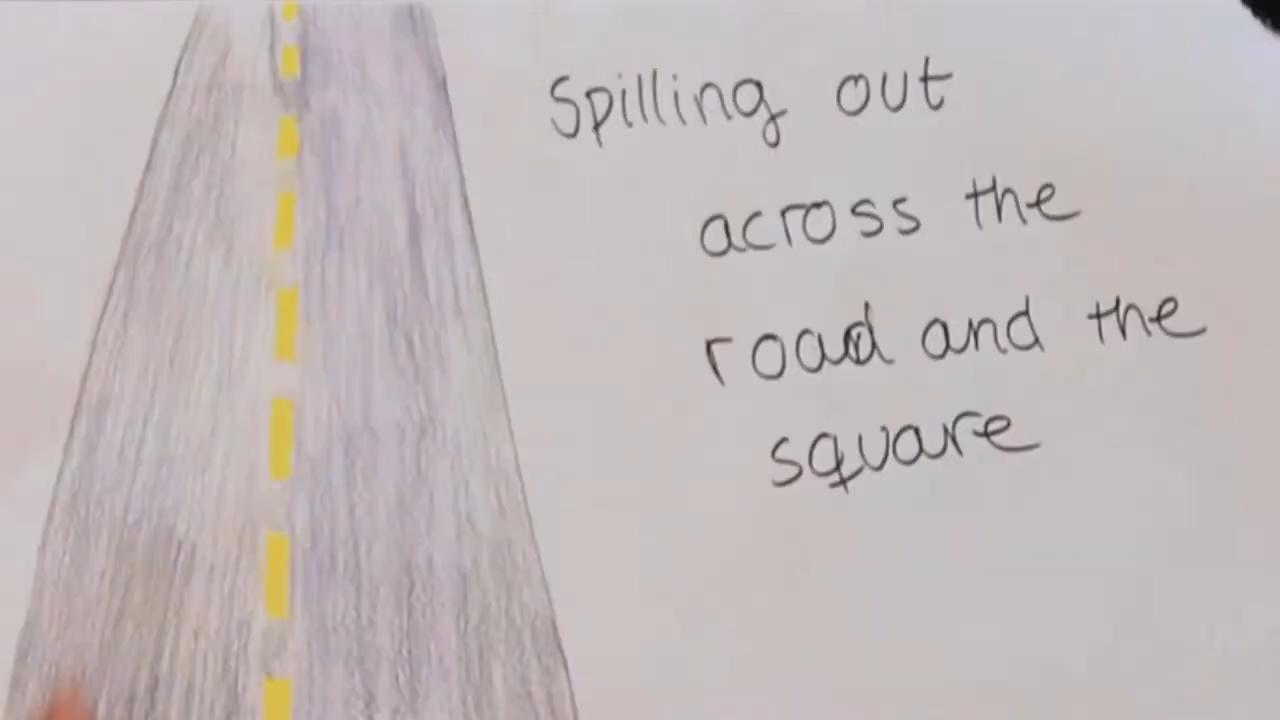 Spilling out
across the
road and the
square